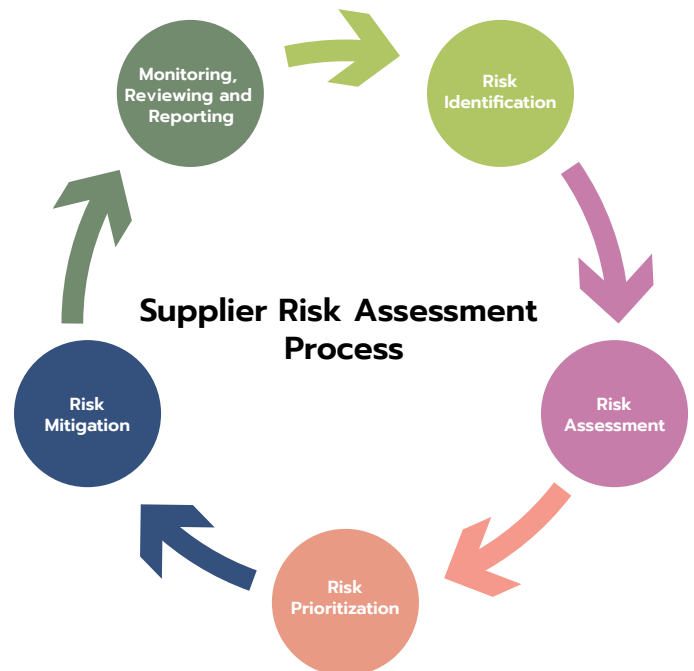 Monitoring,
Reviewing and
Reporting
Risk
Identification
Supplier Risk Assessment
Process
Risk
Mitigation
Risk
Assessment
Risk
Prioritization